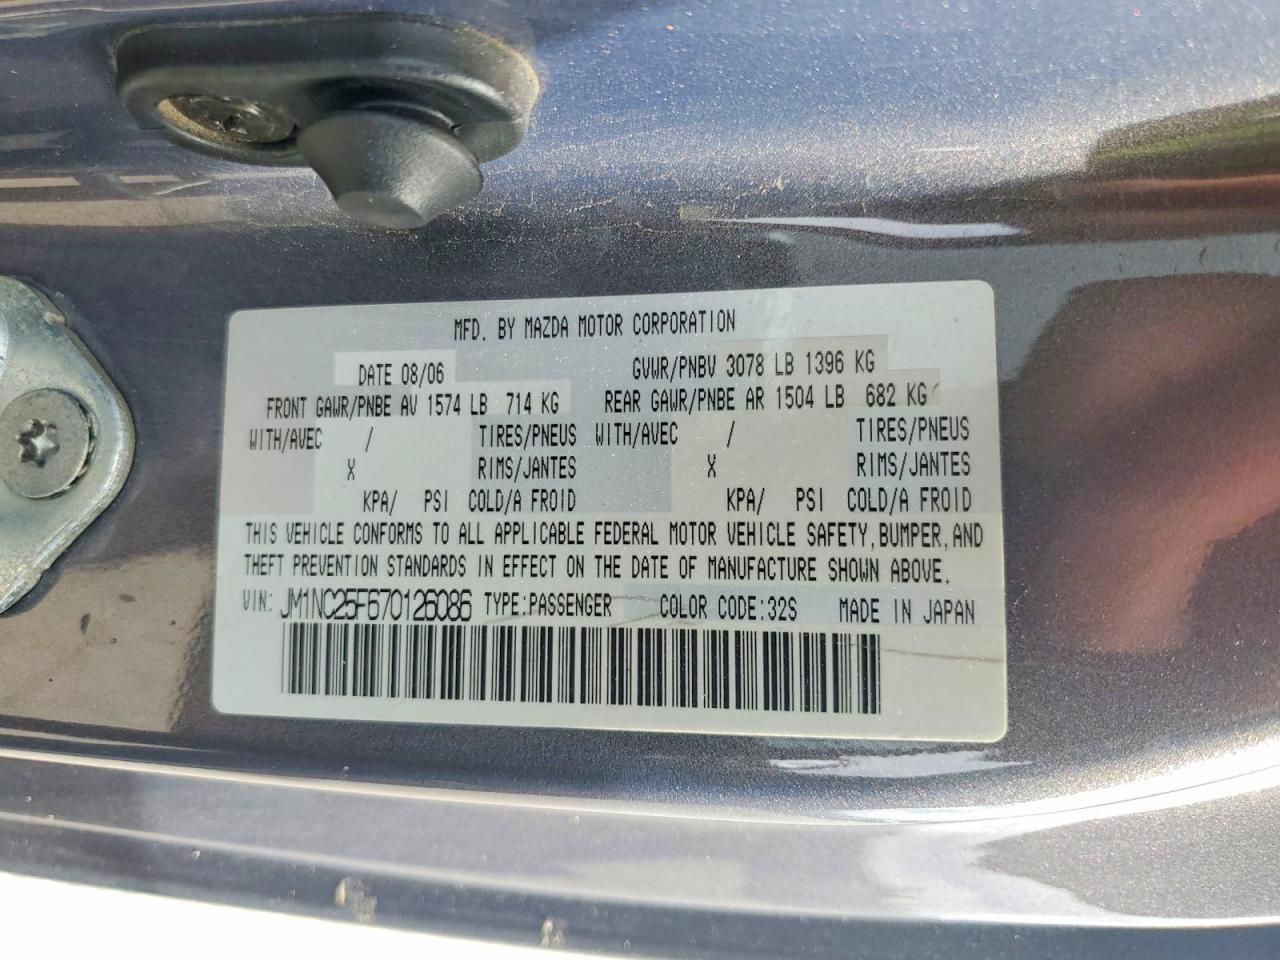 MFD. BY MAZDA MOTOR CORPORATION
DATE 08/06 GVWR/PNBV 3078 LB 1396 KG
FRONT GAWR/PNBE AV 1574 LB 714 KG REAR GAWR/PNBE AR 1504 LB 682 KG
WITH/AVEC / TIRES/PNEUS WITH/AVEC / TIRES/PNEUS
X RIMS/JANTES X RIMS/JANTES
KPA/ PSI COLD/A FROID KPA/ PSI COLD/A FROID
THIS VEHICLE CONFORMS TO ALL APPLICABLE FEDERAL MOTOR VEHICLE SAFETY, BUMPER, AND
THEFT PREVENTION STANDARDS IN EFFECT ON THE DATE OF MANUFACTURE SHOWN ABOVE.
VIN: JM1NC25F670126086 TYPE:PASSENGER COLOR CODE:32S MADE IN JAPAN